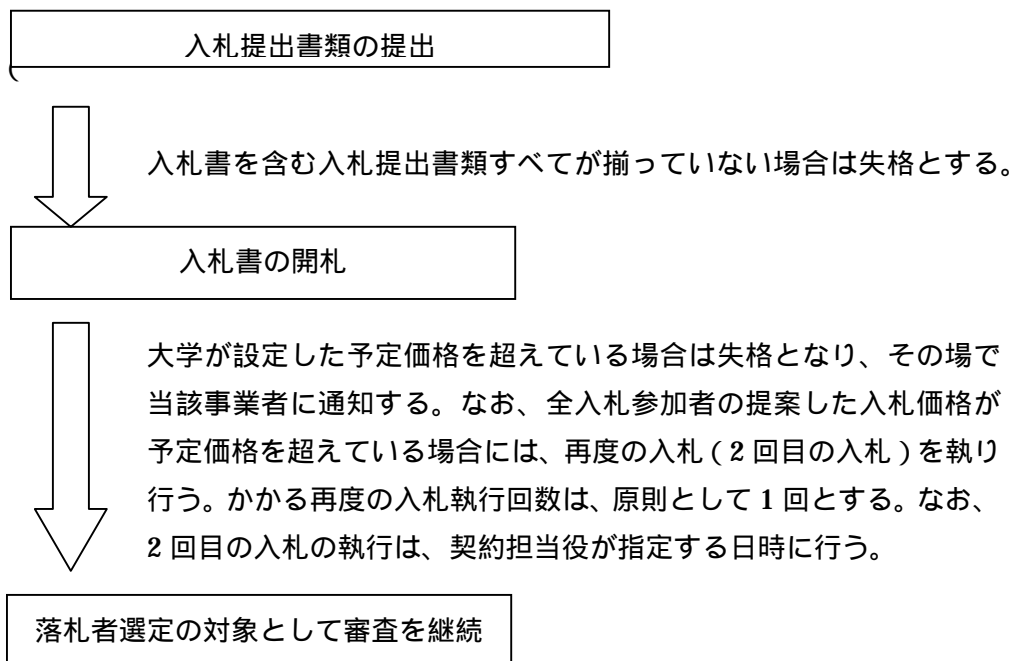 入札提出書類の提出
(
入札書を含む入札提出書類すべてが揃っていない場合は失格とする。
入札書の開札
大学が設定した予定価格を超えている場合は失格となり、その場で
当該事業者に通知する。なお、全入札参加者の提案した入札価格が
予定価格を超えている場合には、再度の入札(2回目の入札)を執り
行う。かかる再度の入札執行回数は、原則として1回とする。なお、
2回目の入札の執行は、契約担当役が指定する日時に行う。
落札者選定の対象として審査を継続